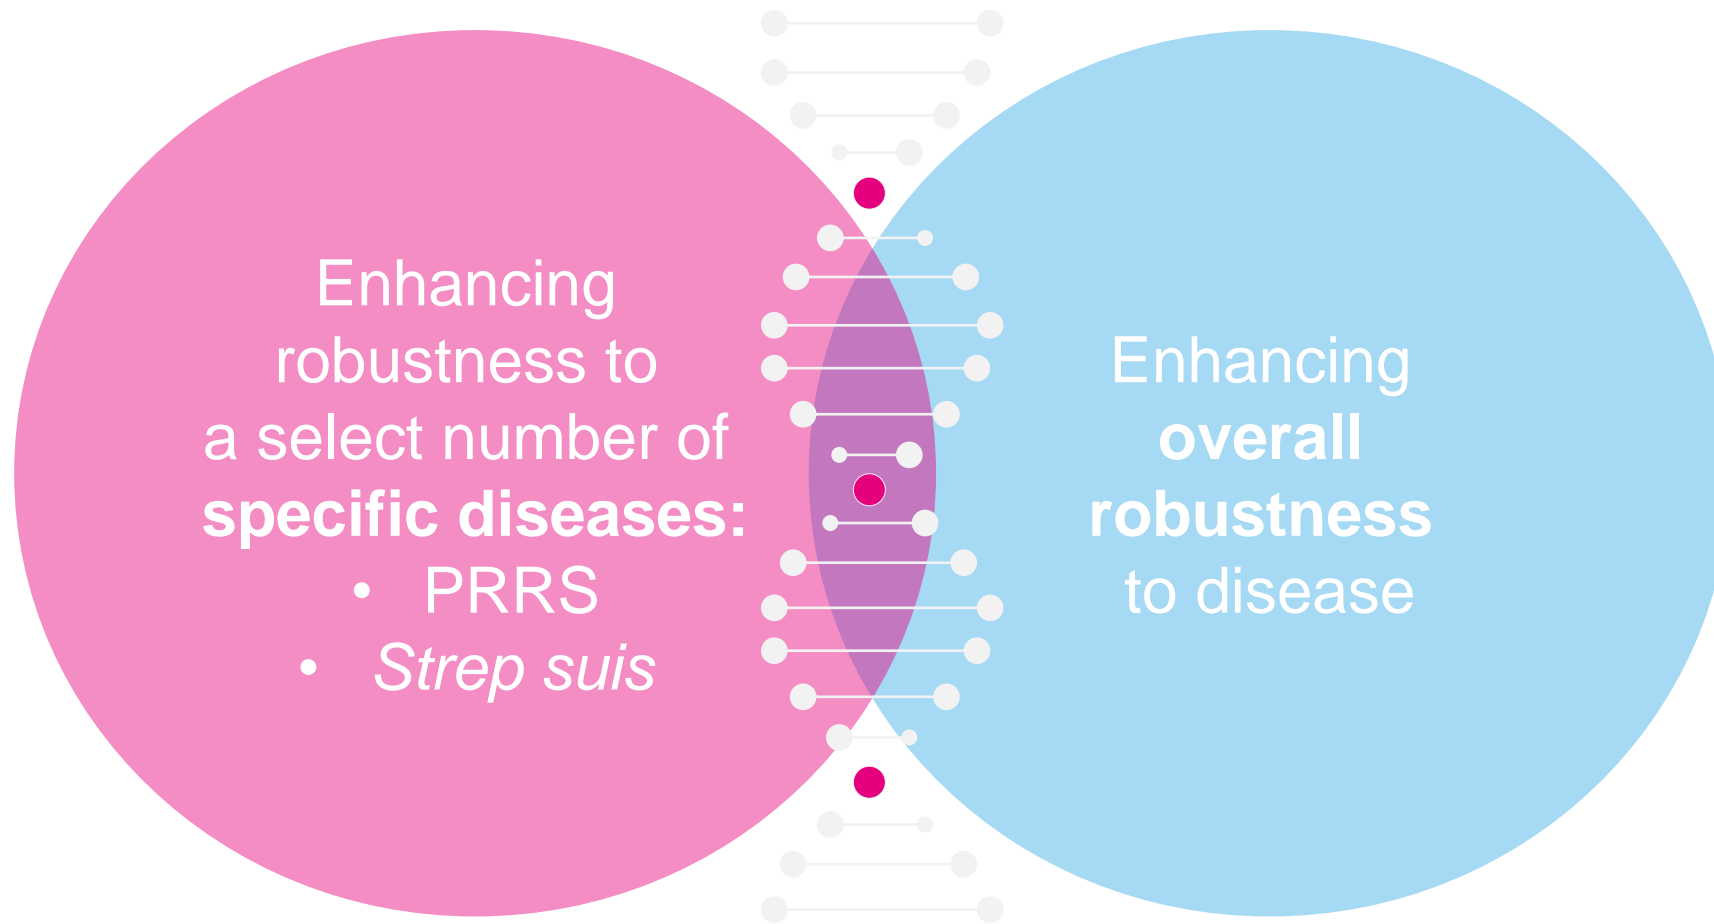 Enhancing
robustness to
a select number of
specific diseases:
• PRRS
• Strep suis
Enhancing
overall
robustness
to disease